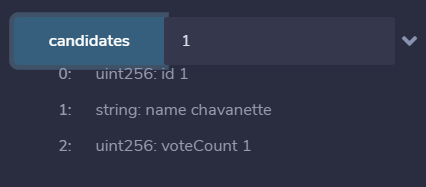 candidates 1
0: uint256: id 1
1: string: name chavanette
2: uint256: voteCount 1